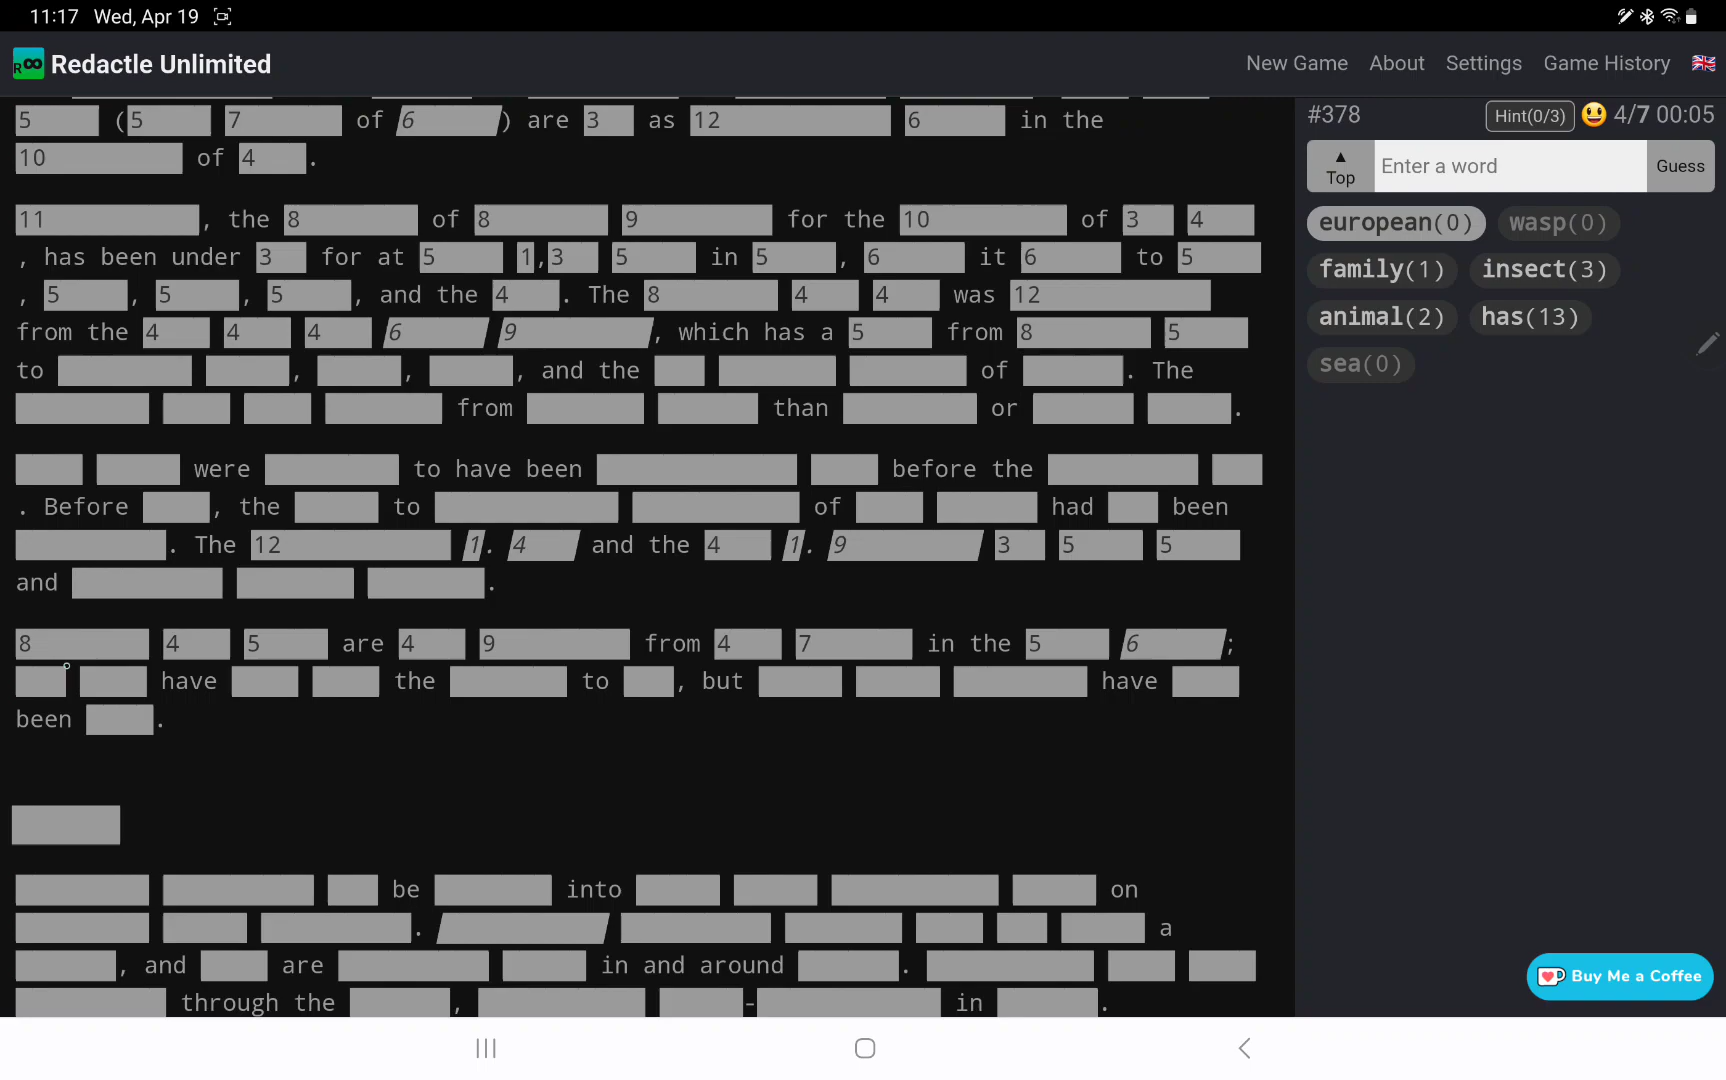 11:17 Wed, Apr 19
R∞ Redactle Unlimited
New Game About Settings Game History
5 (5 7 of 6) are 3 as 12 6 in the
10 of 4.
11, the 8 of 8 9 for the 10 of 3 4
, has been under 3 for at 5 1,3 5 in 5, 6 it 6 to 5
, 5, 5, 5, and the 4. The 8 4 4 was 12
from the 4 4 4 6 9, which has a 5 from 8 5
to , , , and the of . The
from than or .
were to have been before the
. Before , the to of had been
. The 12 1. 4 and the 4 1. 9 3 5 5
and .
8 4 5 are 4 9 from 4 7 in the 5 6;
have the to , but have
been .
be into on
. a
, and are in and around .
through the , - in .
#378 Hint(0/3) 4/7 00:05
▲ Top Enter a word Guess
european(0) wasp(0)
family(1) insect(3)
animal(2) has(13)
sea(0)
Buy Me a Coffee